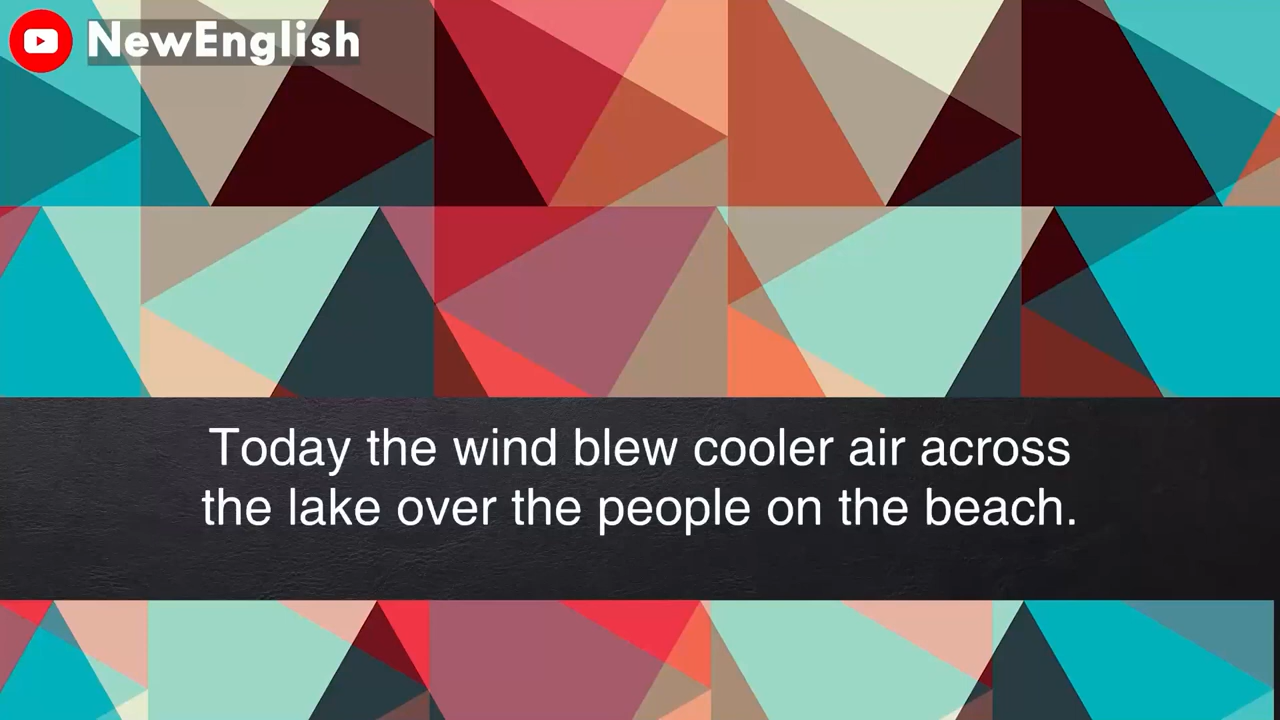 NewEnglish
Today the wind blew cooler air across
the lake over the people on the beach.